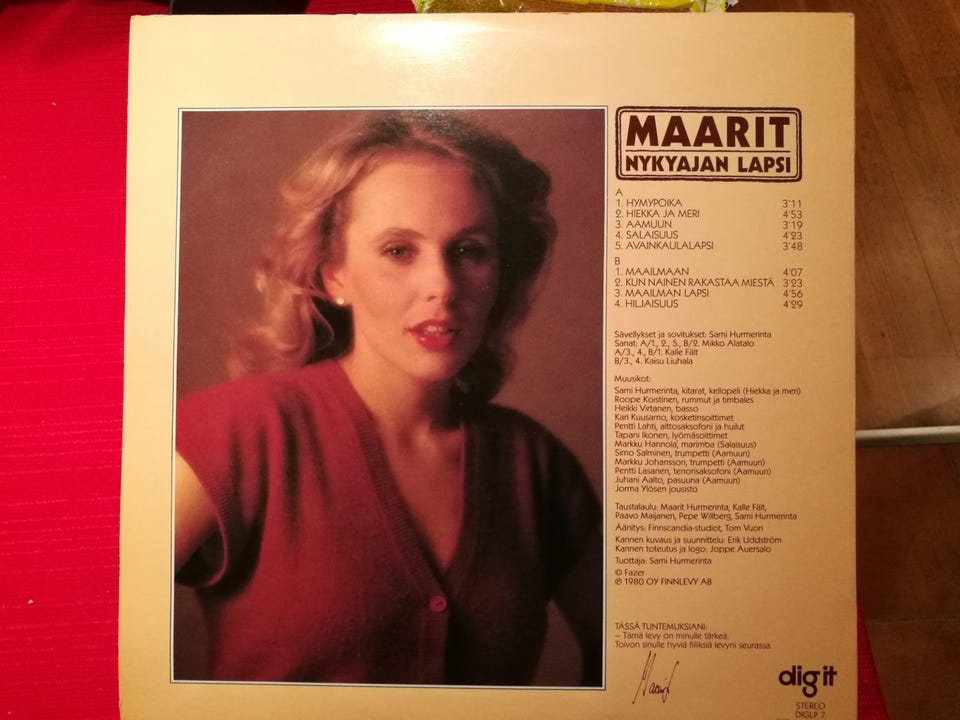 MAARIT
NYKYAJAN LAPSI
A
1. HYMYPOIKA 3'11
2. HIEKKA JA MERI 4'53
3. AAMUUN 3'19
4. SALAISUUS 4'23
5. AVAINKAULALAPSI 3'48
B
1. MAAILMAAN 4'07
2. KUN NAINEN RAKASTAA MIESTÄ 3'23
3. MAAILMAN LAPSI 4'56
4. HILJAISUUS 4'29
Sävellykset ja sovitukset: Sami Hurmerinta
Sanat: A/1., 2., 5., B/2. Mikko Alatalo
A/3., 4., B/1. Kalle Fält
B/3., 4. Kaisu Liuhala
Muusikot:
Sami Hurmerinta, kitarat, kellopeli (Hiekka ja meri)
Roope Koistinen, rummut ja timbales
Heikki Virtanen, basso
Kari Kuusamo, kosketinsoittimet
Pentti Lahti, alttosaksofoni ja huilut
Tapani Ikonen, lyömäsoittimet
Markku Hannola, marimba (Salaisuus)
Simo Salminen, trumpetti (Aamuun)
Markku Johansson, trumpetti (Aamuun)
Pentti Lasanen, tenorisaksofoni (Aamuun)
Juhani Aalto, pasuuna (Aamuun)
Jorma Ylösen jousisto
Taustalaulu: Maarit Hurmerinta, Kalle Fält,
Paavo Maijanen, Pepe Willberg, Sami Hurmerinta
Äänitys: Finnscandia-studiot, Tom Vuori
Kannen kuvaus ja suunnittelu: Erik Uddström
Kannen toteutus ja logo: Joppe Auersalo
Tuottaja: Sami Hurmerinta
© Fazer
℗ 1980 OY FINNLEVY AB
TÄSSÄ TUNTEMUKSIANI:
– Tämä levy on minulle tärkeä.
Toivon sinulle hyviä fiiliksiä levyni seurassa.
Maarit
dig it
STEREO
DIGLP 7